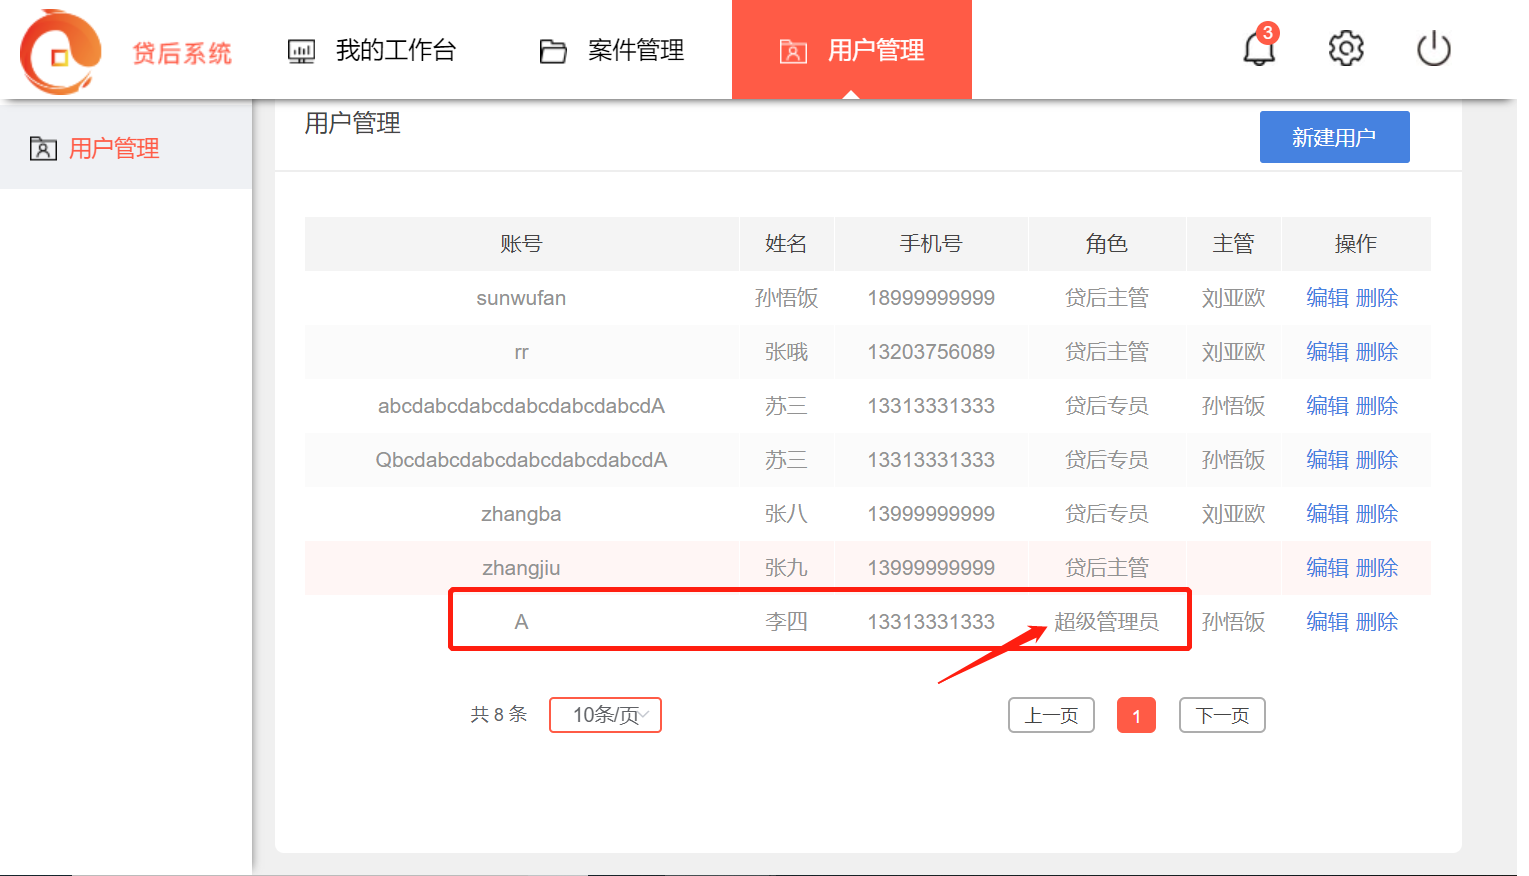 贷后系统 我的工作台 案件管理 用户管理 3
用户管理
用户管理 新建用户
账号 姓名 手机号 角色 主管 操作
sunwufan 孙悟饭 18999999999 贷后主管 刘亚欧 编辑 删除
rr 张哦 13203756089 贷后主管 刘亚欧 编辑 删除
abcdabcdabcdabcdabcdabcdA 苏三 13313331333 贷后专员 孙悟饭 编辑 删除
Qbcdabcdabcdabcdabcdabcda 苏三 13313331333 贷后专员 孙悟饭 编辑 删除
zhangba 张八 13999999999 贷后专员 刘亚欧 编辑 删除
zhangjiu 张九 13999999999 贷后主管 编辑 删除
A 李四 13313331333 超级管理员 孙悟饭 编辑 删除
共 8 条 10条/页 上一页 1 下一页